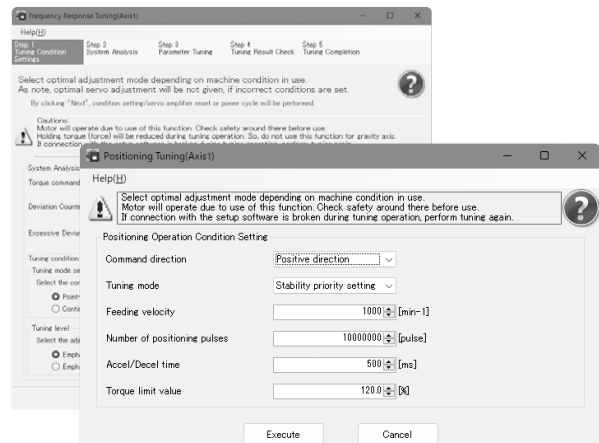 Frequency Response Tuning(Axis1)
Help(H)
Step 1
Tuning Condition
Settings
Step 2
System Analysis
Step 3
Parameter Tuning
Step 4
Tuning Result Check
Step 5
Tuning Completion
Select optimal adjustment mode depending on machine condition in use.
As note, optimal servo adjustment will be not given, if incorrect conditions are set.
By clicking "Next", condition setting/servo amplifier reset or power cycle will be performed.
Cautions:
Motor will operate due to use of this function. Check safety around there before use.
Holding torque (force) will be reduced during tuning operation. So, do not use this function for gravity axis.
System Analysis
Torque command
Deviation
Excessive
Tuning condition
Tuning mode
Select the
Tuning level
Select the
Positioning Tuning(Axis1)
Help(H)
Select optimal adjustment mode depending on machine condition in use.
Motor will operate due to use of this function. Check safety around there before use.
If connection with the setup software is broken during tuning operation, perform tuning again.
Positioning Operation Condition Setting
Command direction Positive direction
Tuning mode Stability priority setting
Feeding velocity 1000 [min-1]
Number of positioning pulses 10000000 [pulse]
Accel/Decel time 500 [ms]
Torque limit value 120.0 [%]
Execute Cancel